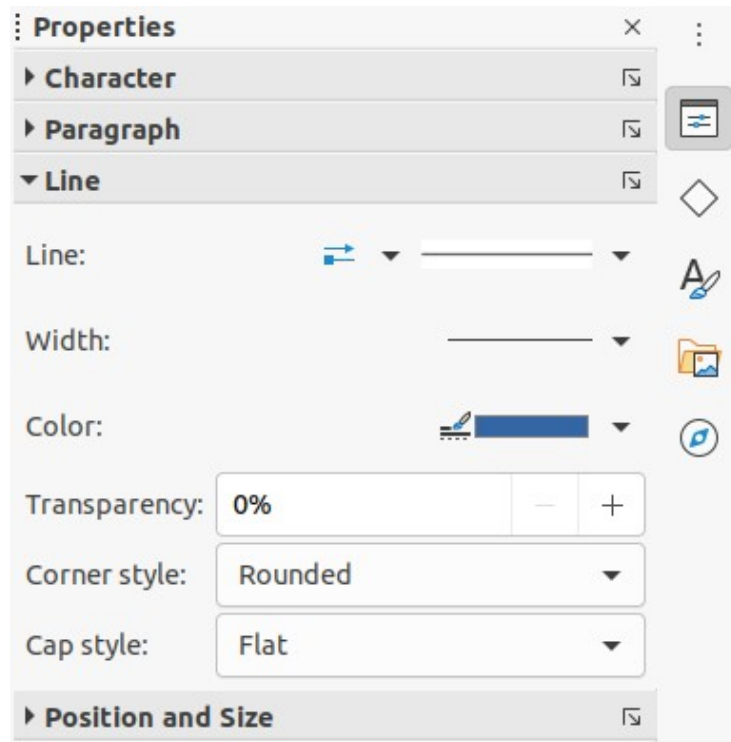 Properties
Character
Paragraph
Line
Line:
Width:
Color:
Transparency: 0%
Corner style: Rounded
Cap style: Flat
Position and Size